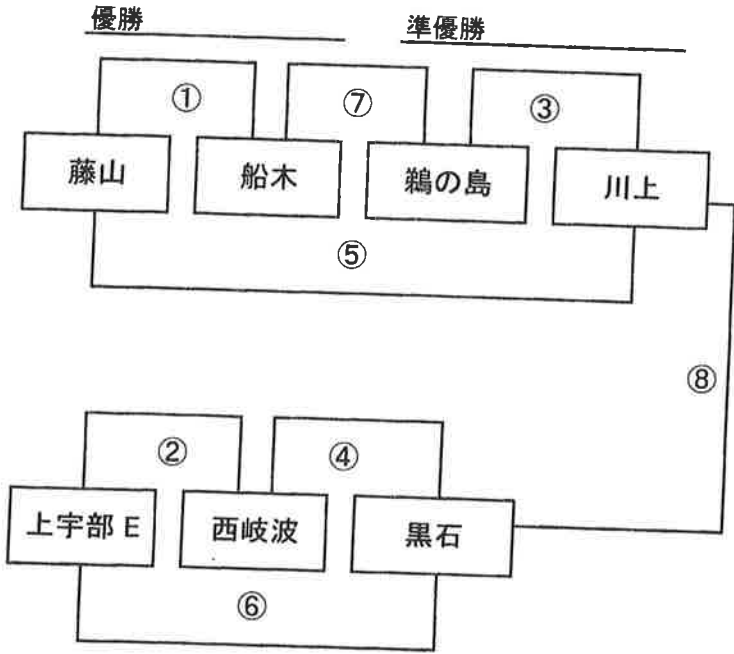 優勝
準優勝
①
⑦
③
藤山
船木
鵜の島
川上
⑤
⑧
②
④
上宇部 E
西岐波
黒石
⑥